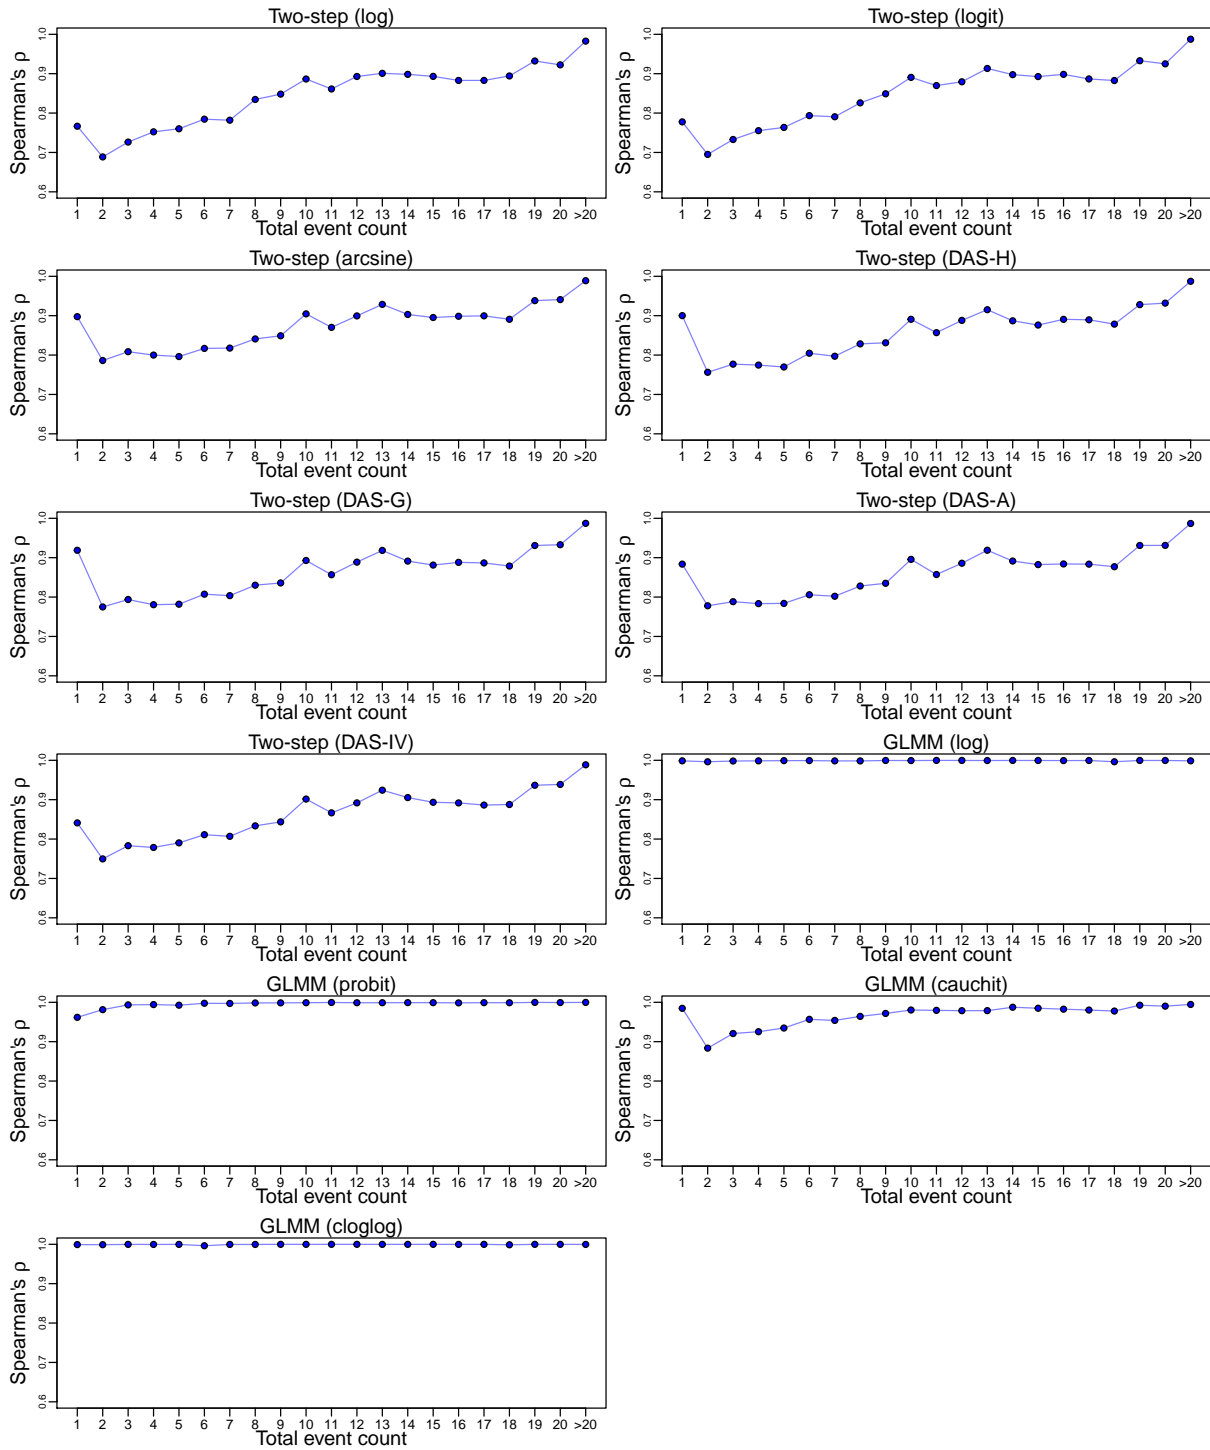 Two-step (log)
Spearman's ρ
0.6 0.7 0.8 0.9 1.0
1 2 3 4 5 6 7 8 9 10 11 12 13 14 15 16 17 18 19 20 >20
Total event count
Two-step (logit)
Spearman's ρ
0.6 0.7 0.8 0.9 1.0
1 2 3 4 5 6 7 8 9 10 11 12 13 14 15 16 17 18 19 20 >20
Total event count
Two-step (arcsine)
Spearman's ρ
0.6 0.7 0.8 0.9 1.0
1 2 3 4 5 6 7 8 9 10 11 12 13 14 15 16 17 18 19 20 >20
Total event count
Two-step (DAS-H)
Spearman's ρ
0.6 0.7 0.8 0.9 1.0
1 2 3 4 5 6 7 8 9 10 11 12 13 14 15 16 17 18 19 20 >20
Total event count
Two-step (DAS-G)
Spearman's ρ
0.6 0.7 0.8 0.9 1.0
1 2 3 4 5 6 7 8 9 10 11 12 13 14 15 16 17 18 19 20 >20
Total event count
Two-step (DAS-A)
Spearman's ρ
0.6 0.7 0.8 0.9 1.0
1 2 3 4 5 6 7 8 9 10 11 12 13 14 15 16 17 18 19 20 >20
Total event count
Two-step (DAS-IV)
Spearman's ρ
0.6 0.7 0.8 0.9 1.0
1 2 3 4 5 6 7 8 9 10 11 12 13 14 15 16 17 18 19 20 >20
Total event count
GLMM (log)
Spearman's ρ
0.6 0.7 0.8 0.9 1.0
1 2 3 4 5 6 7 8 9 10 11 12 13 14 15 16 17 18 19 20 >20
Total event count
GLMM (probit)
Spearman's ρ
0.6 0.7 0.8 0.9 1.0
1 2 3 4 5 6 7 8 9 10 11 12 13 14 15 16 17 18 19 20 >20
Total event count
GLMM (cauchit)
Spearman's ρ
0.6 0.7 0.8 0.9 1.0
1 2 3 4 5 6 7 8 9 10 11 12 13 14 15 16 17 18 19 20 >20
Total event count
GLMM (cloglog)
Spearman's ρ
0.6 0.7 0.8 0.9 1.0
1 2 3 4 5 6 7 8 9 10 11 12 13 14 15 16 17 18 19 20 >20
Total event count